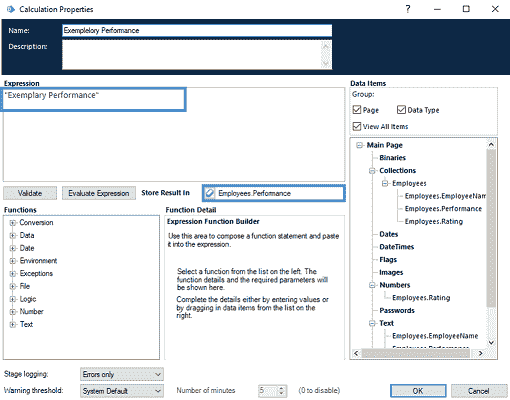 Calculation Properties
Name: Exemplelory Performance
Description:
Expression
"Exemplary Performance"
Data Items
Group:
Page Data Type
View All Items
Main Page
Binaries
Collections
Employees
Employees.EmployeeName
Employees.Performance
Employees.Rating
Dates
DateTimes
Flags
Images
Numbers
Employees.Rating
Passwords
Text
Employees.EmployeeName
Employees.Performance
Validate Evaluate Expression Store Result In Employees.Performance
Functions
Conversion
Data
Date
Environment
Exceptions
File
Logic
Number
Text
Function Detail
Expression Function Builder
Use this area to compose a function statement and paste
it into the expression.
Select a function from the list on the left. The
function details and the required parameters will
be shown here.
Complete the details either by entering values or
by dragging in data items from the list on the
right.
Stage logging: Errors only
Warning threshold: System Default Number of minutes 5 (0 to disable)
OK Cancel